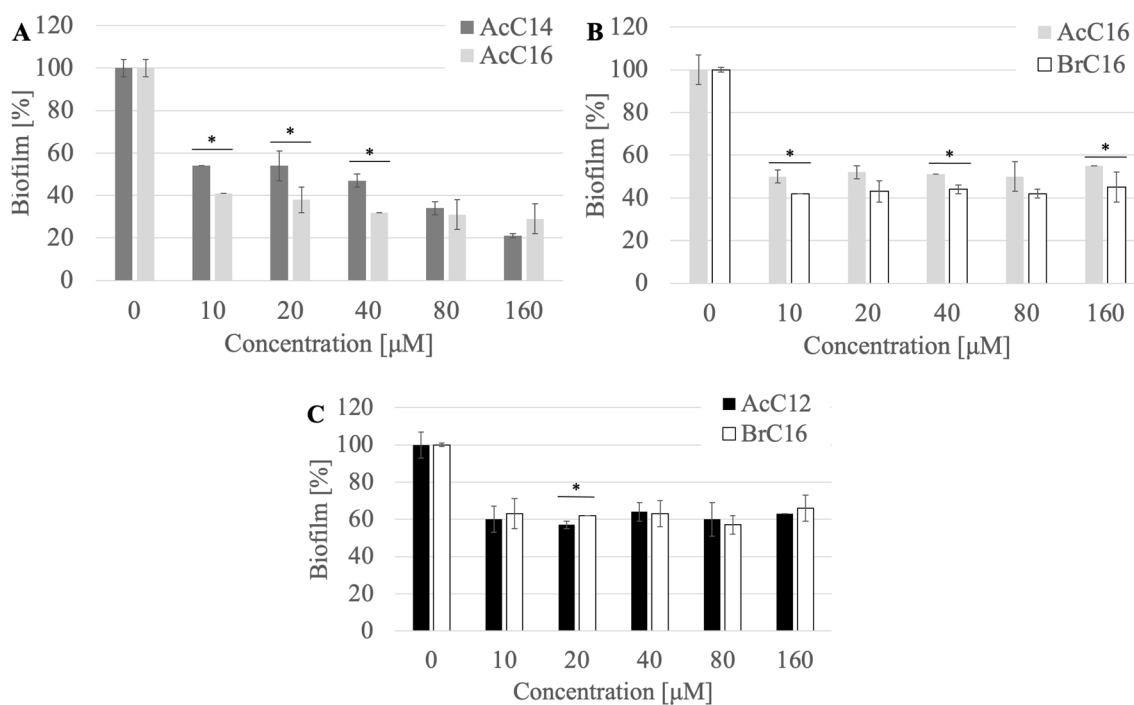 A
AcC14
AcC16
Biofilm [%]
120
100
80
60
40
20
0
* * *
0 10 20 40 80 160
Concentration [µM]
B
AcC16
BrC16
Biofilm [%]
120
100
80
60
40
20
0
* * *
0 10 20 40 80 160
Concentration [µM]
C
AcC12
BrC16
Biofilm [%]
120
100
80
60
40
20
0
*
0 10 20 40 80 160
Concentration [µM]